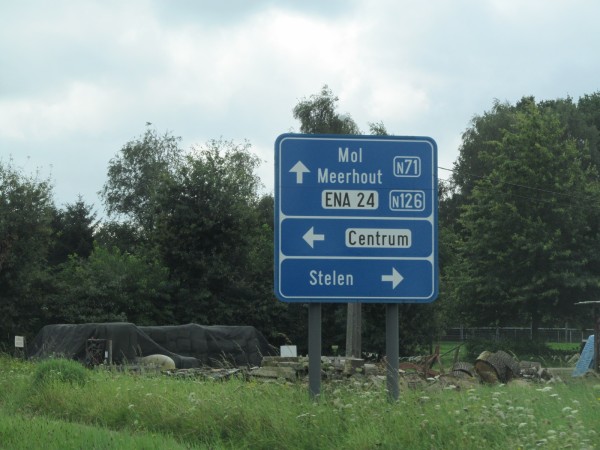 Mol N71
Meerhout
ENA 24 N126
Centrum
Stelen